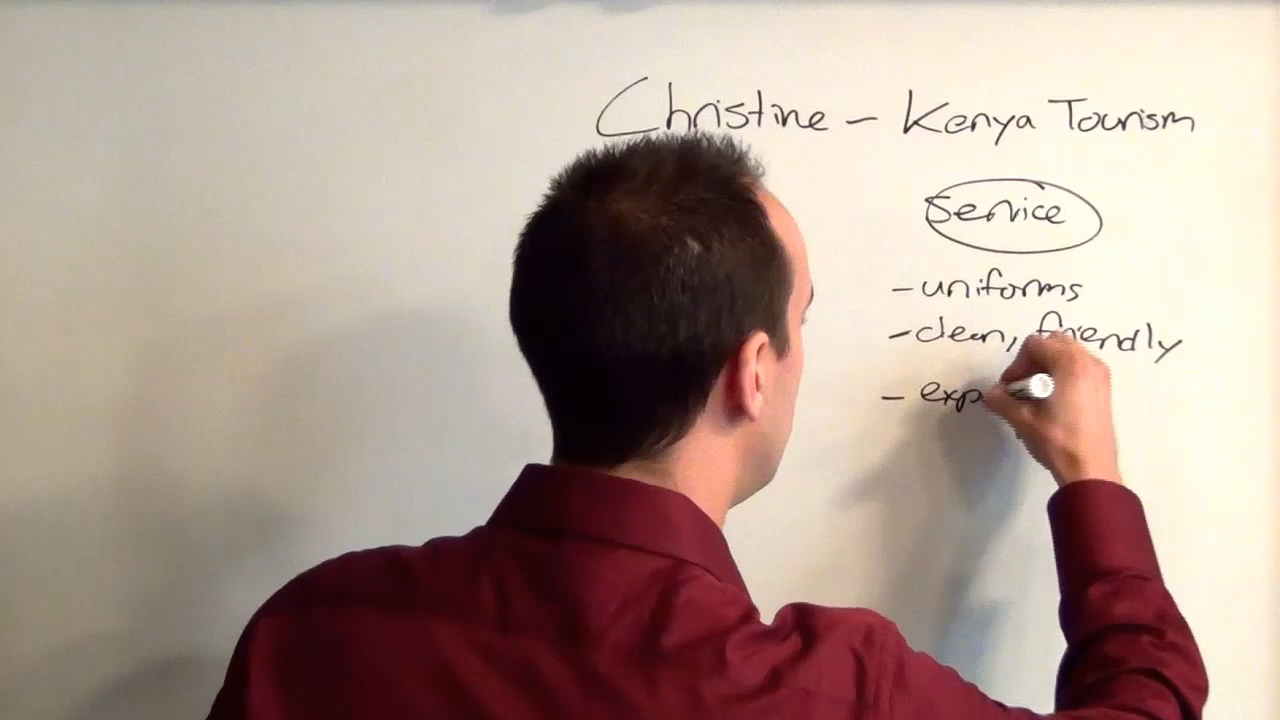 Christine - Kenya Tourism
Service
- uniforms
- clean, friendly
-